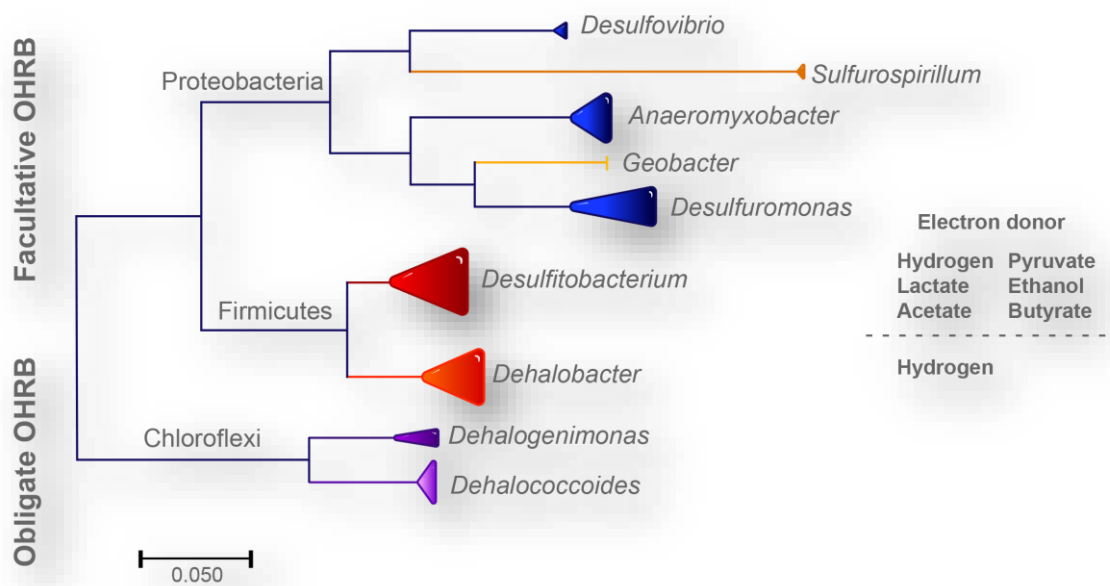 Facultative OHRB
Obligate OHRB
Proteobacteria
Firmicutes
Chloroflexi
Desulfovibrio
Sulfurospirillum
Anaeromyxobacter
Geobacter
Desulfuromonas
Desulfitobacterium
Dehalobacter
Dehalogenimonas
Dehalococcoides
Electron donor
Hydrogen Pyruvate
Lactate Ethanol
Acetate Butyrate
Hydrogen
0.050